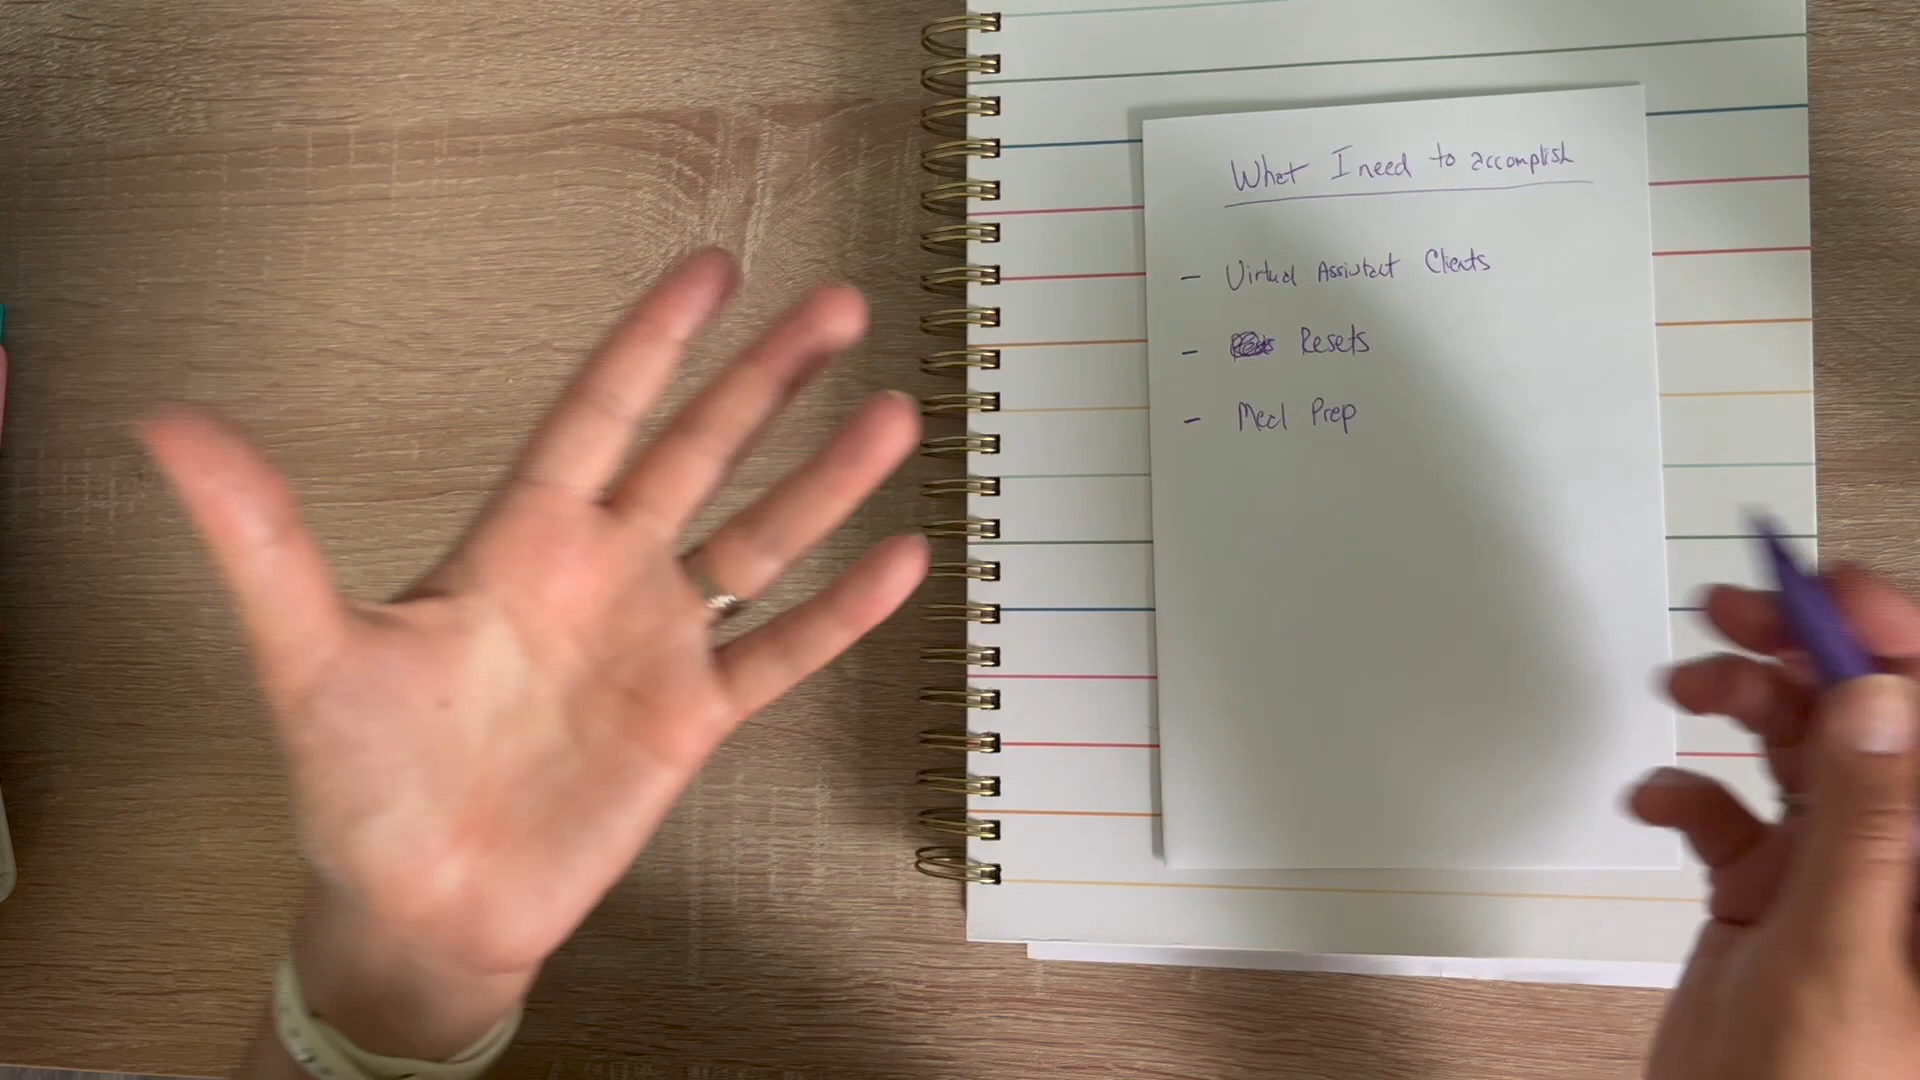 What I need to accomplish
- Virtual Assistant Clients
- Resets
- Meal Prep